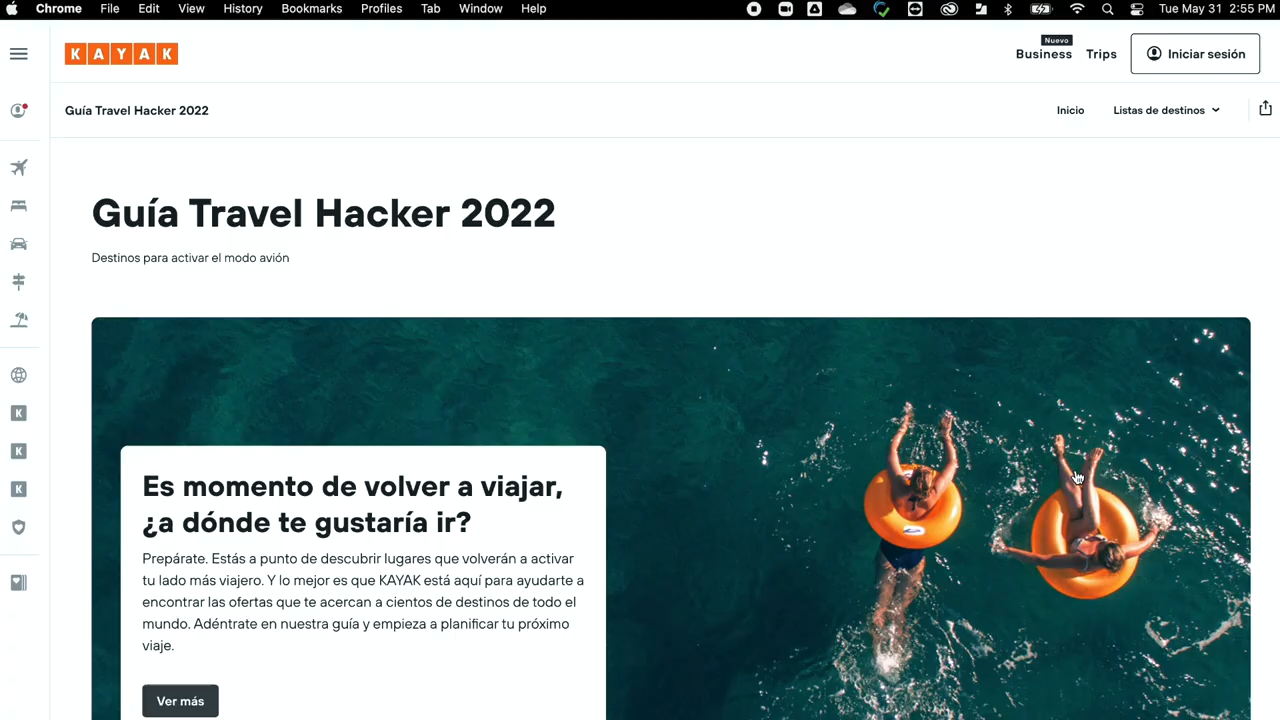 Chrome File Edit View History Bookmarks Profiles Tab Window Help Tue May 31 2:55 PM
KAYAK
Nuevo
Business Trips Iniciar sesión
Guía Travel Hacker 2022 Inicio Listas de destinos
Guía Travel Hacker 2022
Destinos para activar el modo avión
Es momento de volver a viajar,
¿a dónde te gustaría ir?
Prepárate. Estás a punto de descubrir lugares que volverán a activar
tu lado más viajero. Y lo mejor es que KAYAK está aquí para ayudarte a
encontrar las ofertas que te acercan a cientos de destinos de todo el
mundo. Adéntrate en nuestra guía y empieza a planificar tu próximo
viaje.
Ver más
K
K
K